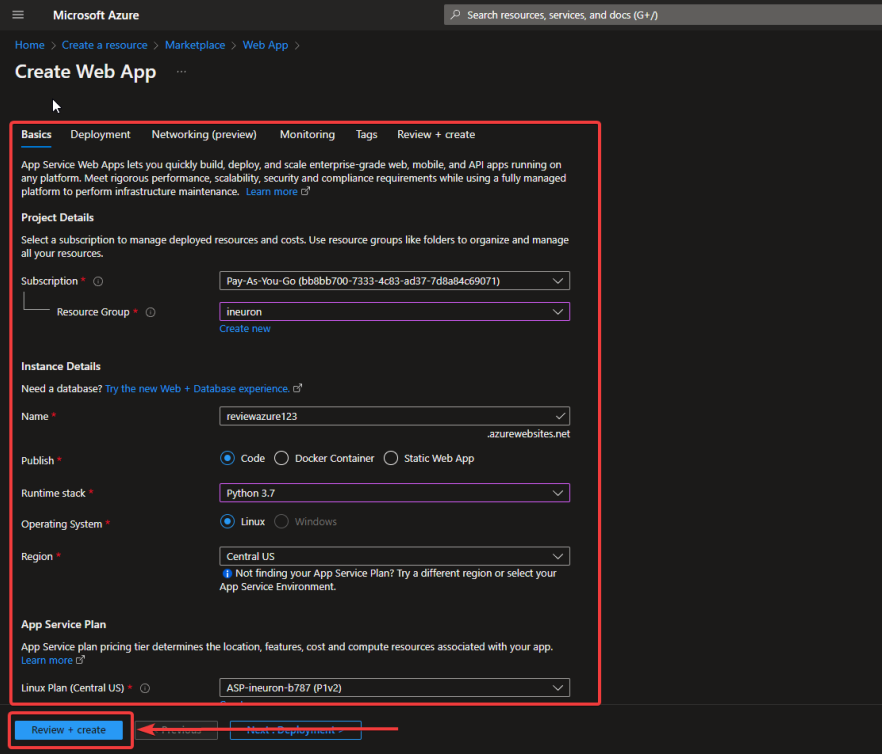 Microsoft Azure
Search resources, services, and docs (G+/)
Home > Create a resource > Marketplace > Web App >
Create Web App ...
Basics Deployment Networking (preview) Monitoring Tags Review + create
App Service Web Apps lets you quickly build, deploy, and scale enterprise-grade web, mobile, and API apps running on
any platform. Meet rigorous performance, scalability, security and compliance requirements while using a fully managed
platform to perform infrastructure maintenance. Learn more
Project Details
Select a subscription to manage deployed resources and costs. Use resource groups like folders to organize and manage
all your resources.
Subscription * Pay-As-You-Go (bb8bb700-7333-4c83-ad37-7d8a84c69071)
Resource Group * ineuron
Create new
Instance Details
Need a database? Try the new Web + Database experience.
Name * reviewazure123
.azurewebsites.net
Publish * Code Docker Container Static Web App
Runtime stack * Python 3.7
Operating System * Linux Windows
Region * Central US
Not finding your App Service Plan? Try a different region or select your
App Service Environment.
App Service Plan
App Service plan pricing tier determines the location, features, cost and compute resources associated with your app.
Learn more
Linux Plan (Central US) * ASP-ineuron-b787 (P1v2)
Review + create < Previous Next : Deployment >